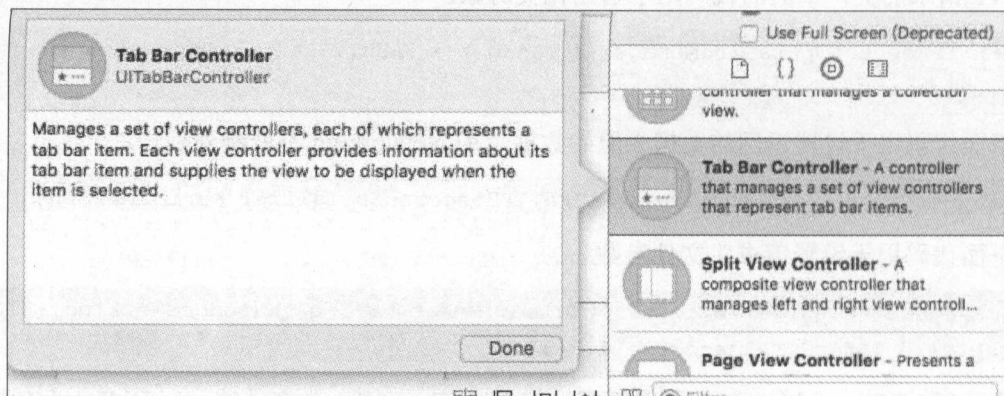 Tab Bar Controller
UITabBarController
Manages a set of view controllers, each of which represents a
tab bar item. Each view controller provides information about its
tab bar item and supplies the view to be displayed when the
item is selected.
Done
Use Full Screen (Deprecated)
{}
controller that manages a collection
view.
Tab Bar Controller - A controller
that manages a set of view controllers
that represent tab bar items.
Split View Controller - A
composite view controller that
manages left and right view controll...
Page View Controller - Presents a